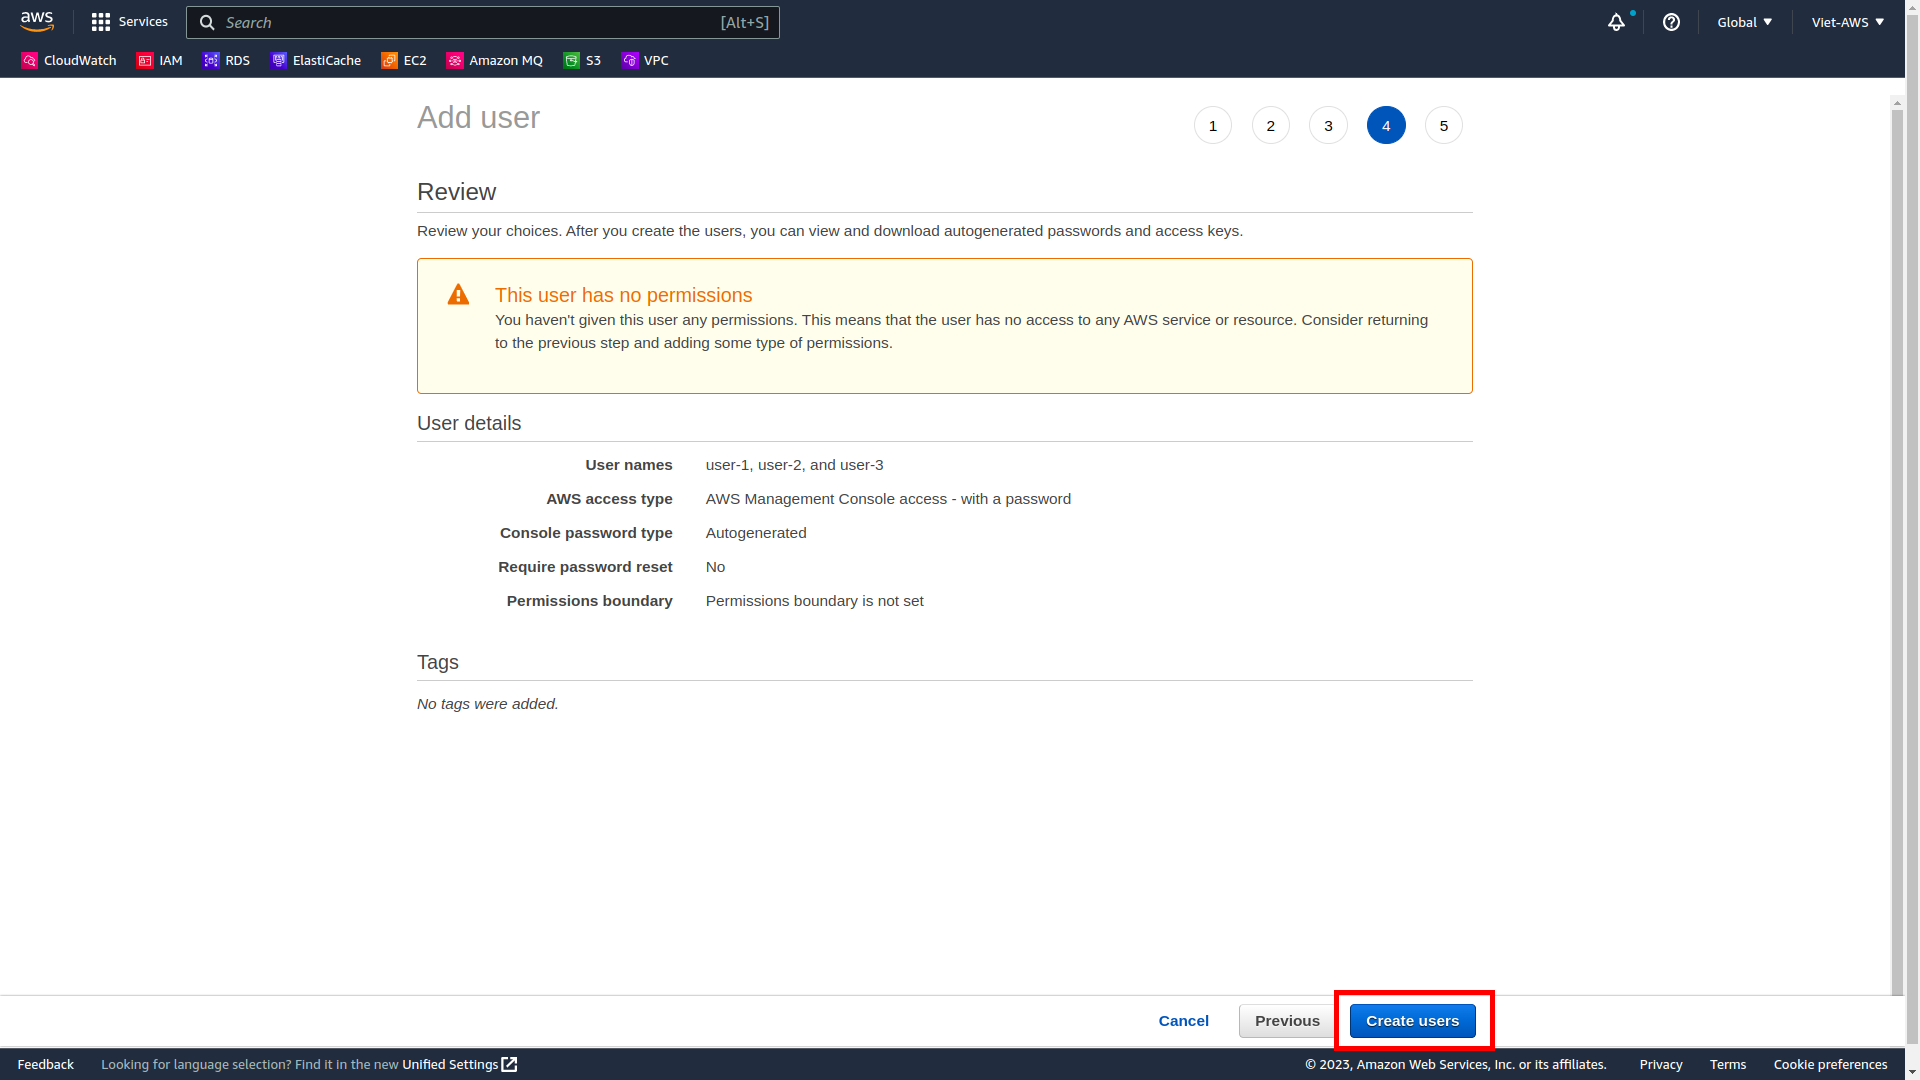 aws
Services
Search
[Alt+S]
Global
Viet-AWS
CloudWatch
IAM
RDS
ElastiCache
EC2
Amazon MQ
S3
VPC
Add user
1
2
3
4
5
Review
Review your choices. After you create the users, you can view and download autogenerated passwords and access keys.
This user has no permissions
You haven't given this user any permissions. This means that the user has no access to any AWS service or resource. Consider returning
to the previous step and adding some type of permissions.
User details
User names user-1, user-2, and user-3
AWS access type AWS Management Console access - with a password
Console password type Autogenerated
Require password reset No
Permissions boundary Permissions boundary is not set
Tags
No tags were added.
Cancel
Previous
Create users
Feedback
Looking for language selection? Find it in the new Unified Settings
© 2023, Amazon Web Services, Inc. or its affiliates.
Privacy
Terms
Cookie preferences